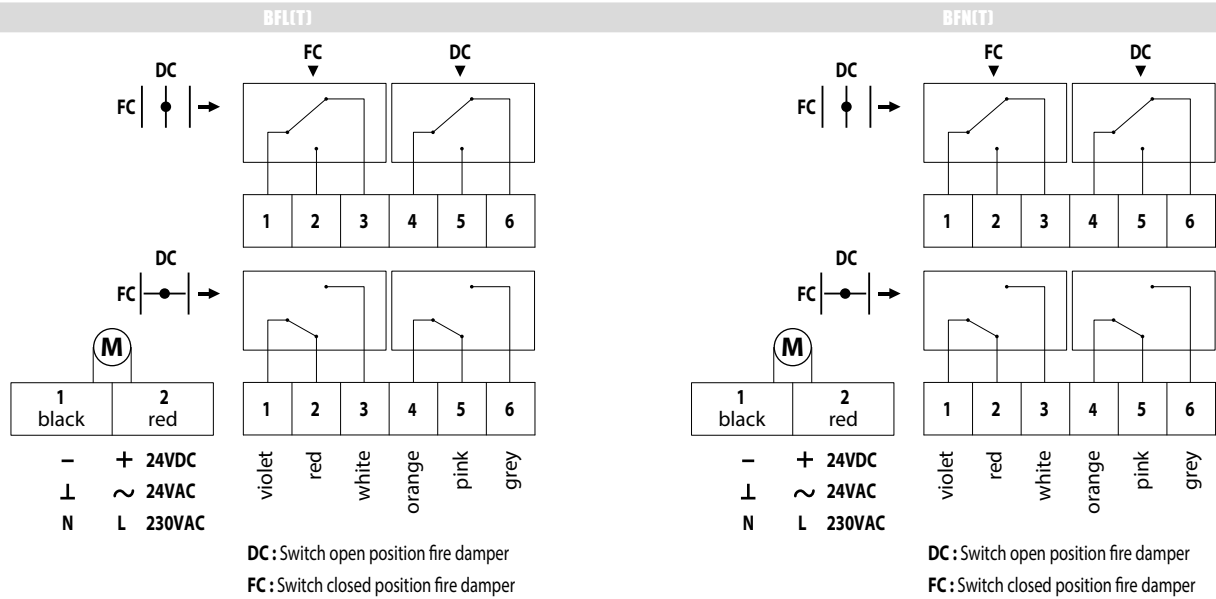 BFL(T)
FC DC
DC
FC
1 2 3 4 5 6
DC
FC
M
1 2
black red
1 2 3 4 5 6
violet red white orange pink grey
– + 24VDC
⊥ ~ 24VAC
N L 230VAC
DC : Switch open position fire damper
FC : Switch closed position fire damper
BFN(T)
FC DC
DC
FC
1 2 3 4 5 6
DC
FC
M
1 2
black red
1 2 3 4 5 6
violet red white orange pink grey
– + 24VDC
⊥ ~ 24VAC
N L 230VAC
DC : Switch open position fire damper
FC : Switch closed position fire damper